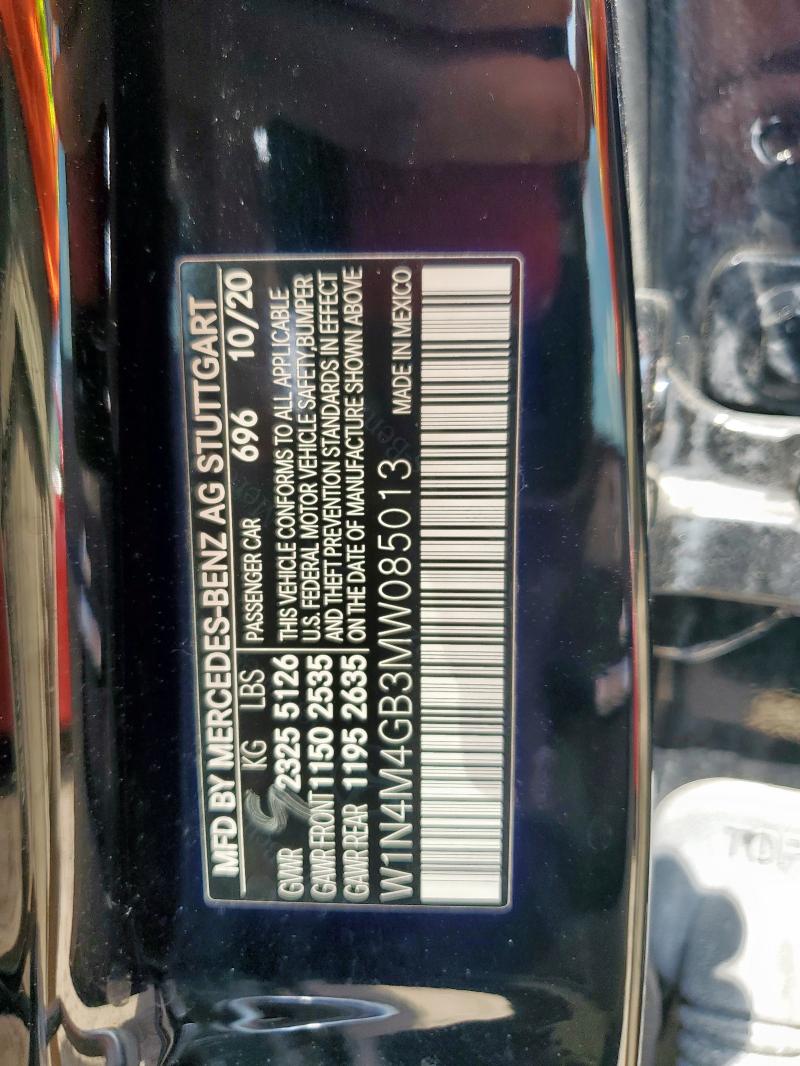 MFD BY MERCEDES-BENZ AG STUTTGART
KG LBS PASSENGER CAR 696 10/20
GWR 2325 5126 THIS VEHICLE CONFORMS TO ALL APPLICABLE
GAWR FRONT 1150 2535 U.S. FEDERAL MOTOR VEHICLE SAFETY, BUMPER
GAWR REAR 1195 2635 AND THEFT PREVENTION STANDARDS IN EFFECT
ON THE DATE OF MANUFACTURE SHOWN ABOVE
W1N4M4GB3MW085013 MADE IN MEXICO
TOP